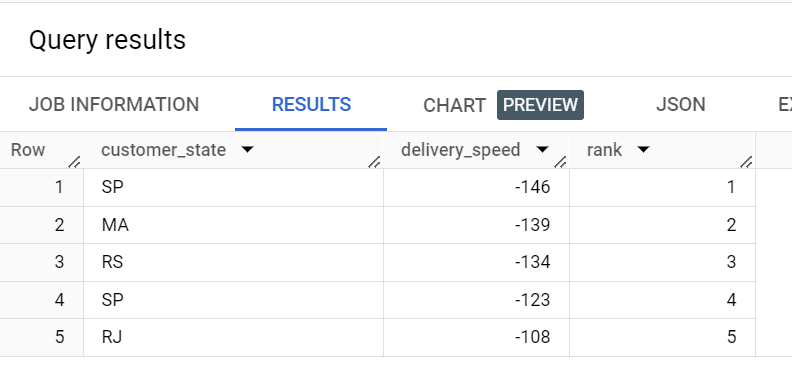 Query results
JOB INFORMATION RESULTS CHART PREVIEW JSON
Row customer_state delivery_speed rank
1 SP -146 1
2 MA -139 2
3 RS -134 3
4 SP -123 4
5 RJ -108 5